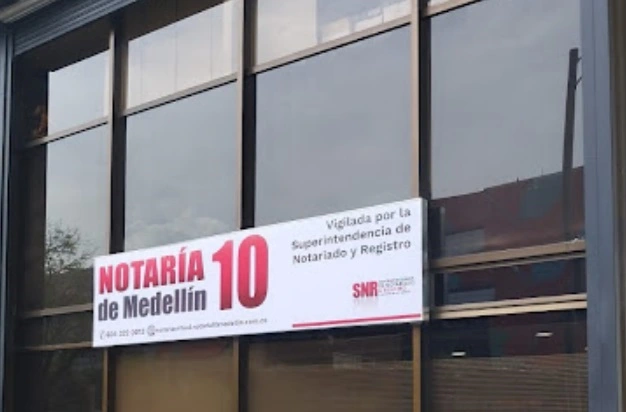 NOTARÍA 10
de Medellín
Vigilada por la
Superintendencia de
Notariado y Registro
SNR